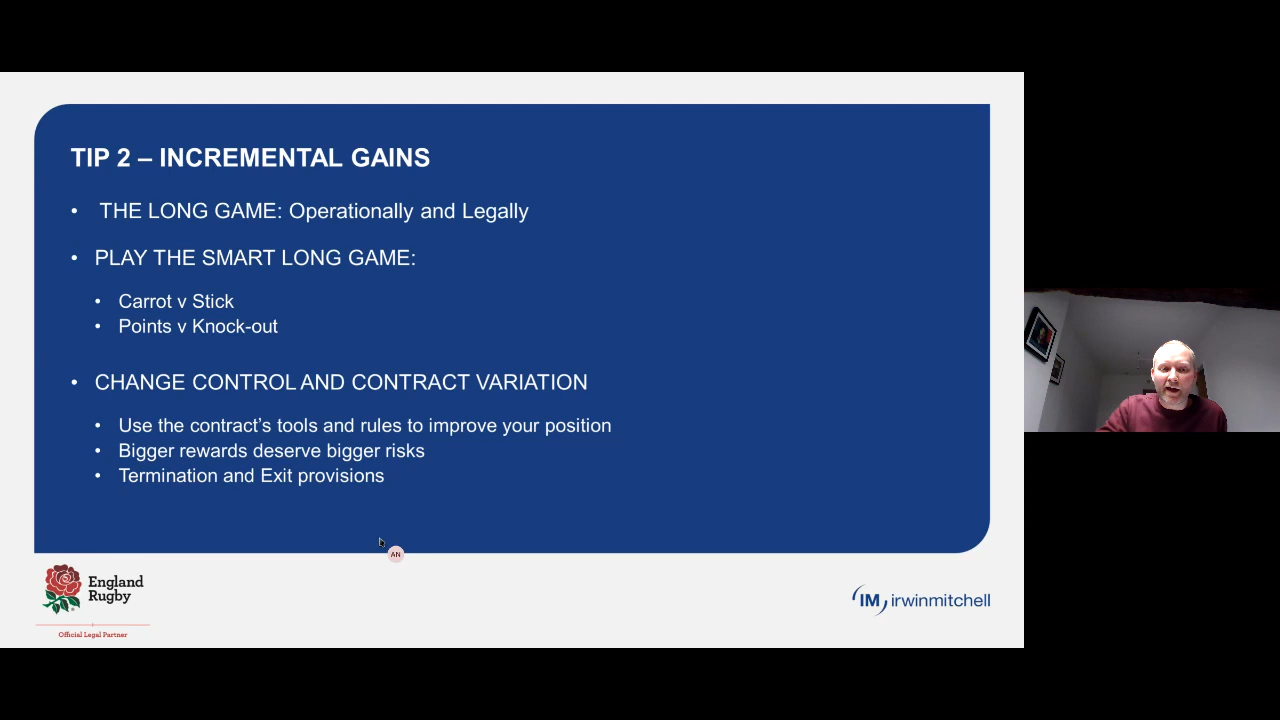 TIP 2 – INCREMENTAL GAINS
• THE LONG GAME: Operationally and Legally
• PLAY THE SMART LONG GAME:
• Carrot v Stick
• Points v Knock-out
• CHANGE CONTROL AND CONTRACT VARIATION
• Use the contract’s tools and rules to improve your position
• Bigger rewards deserve bigger risks
• Termination and Exit provisions
AN
England
Rugby
Official Legal Partner
IM irwinmitchell